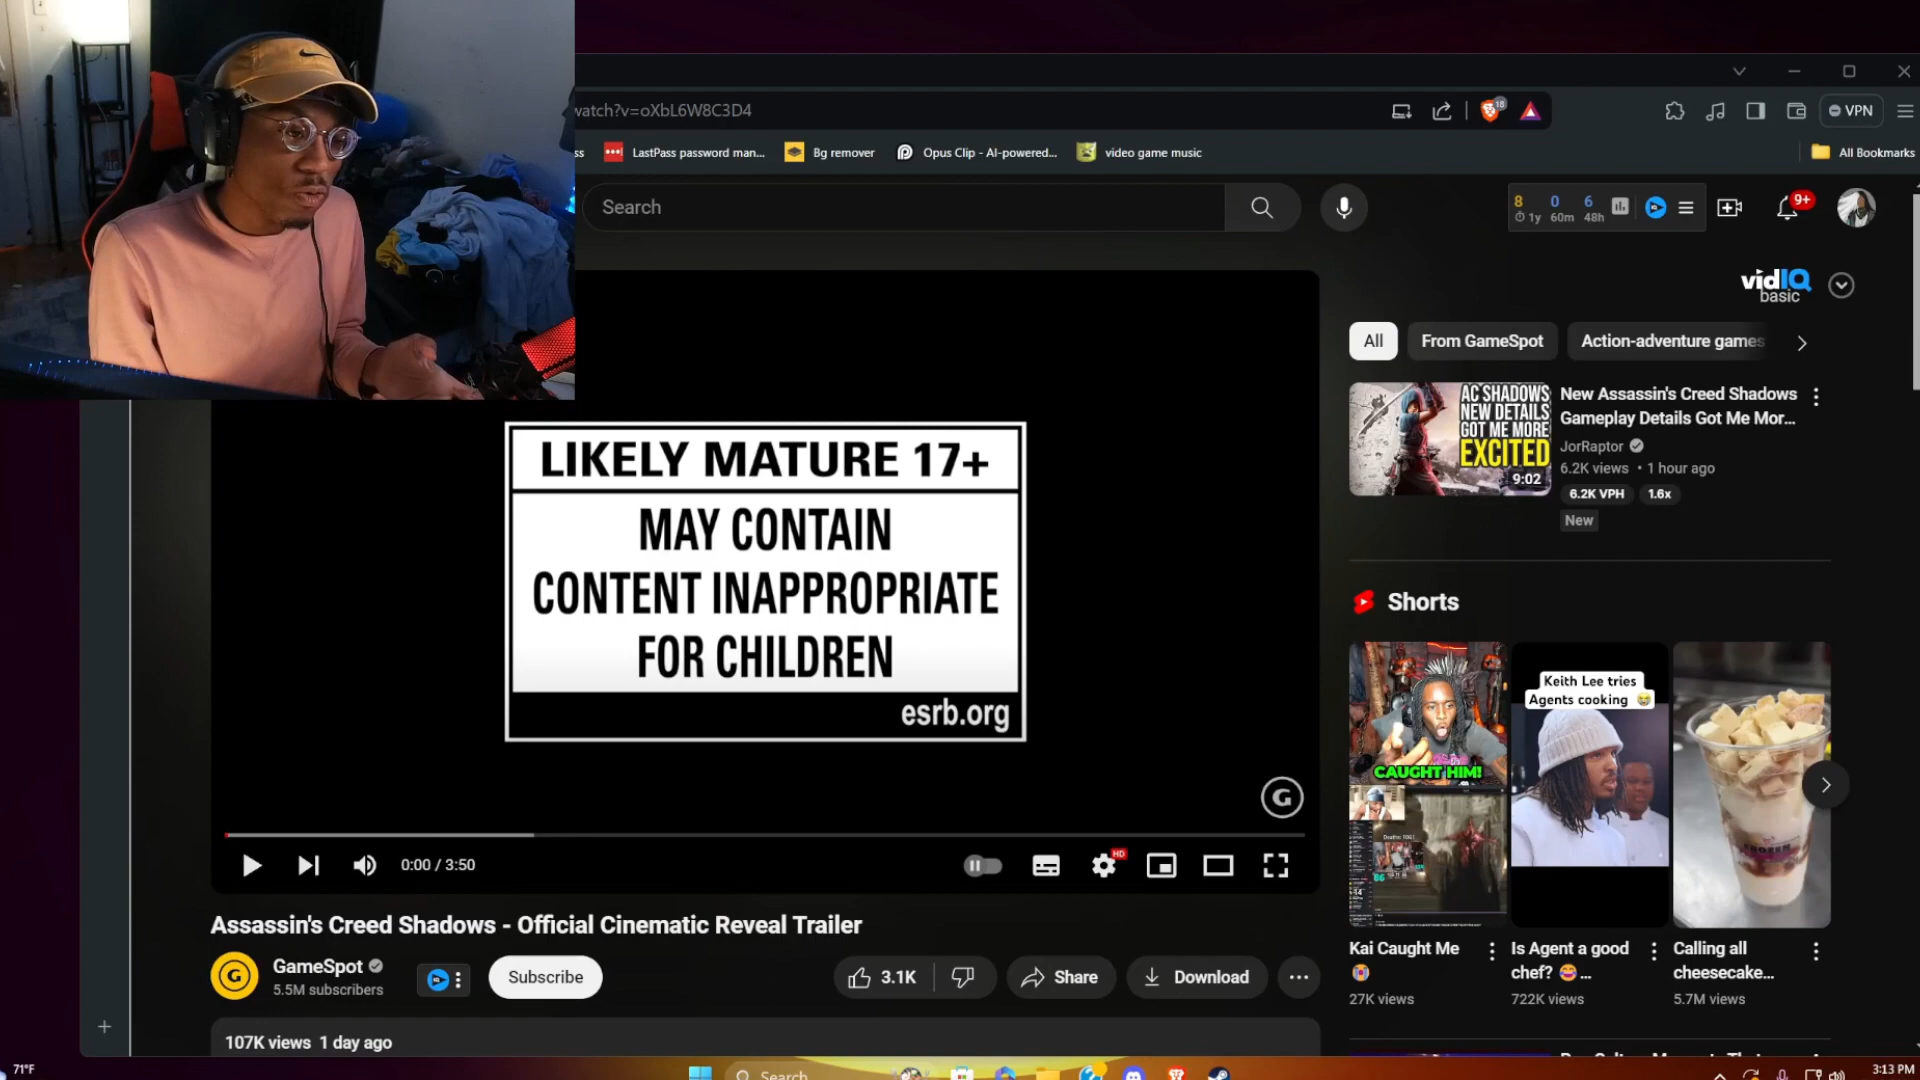 watch?v=oXbL6W8C3D4
VPN
ss
LastPass password man...
Bg remover
Opus Clip - AI-powered...
video game music
All Bookmarks
Search
8 0 6
1y 60m 48h
9+
vidIQ
basic
All
From GameSpot
Action-adventure games
AC SHADOWS
NEW DETAILS
GOT ME MORE
EXCITED
9:02
New Assassin's Creed Shadows
Gameplay Details Got Me Mor...
JorRaptor
6.2K views • 1 hour ago
6.2K VPH 1.6x
New
LIKELY MATURE 17+
MAY CONTAIN
CONTENT INAPPROPRIATE
FOR CHILDREN
esrb.org
G
0:00 / 3:50
HD
Shorts
CAUGHT HIM!
Keith Lee tries
Agents cooking 😭
Kai Caught Me
😭
27K views
Is Agent a good
chef? 😂 ...
722K views
Calling all
cheesecake...
5.7M views
Assassin's Creed Shadows - Official Cinematic Reveal Trailer
GameSpot
5.5M subscribers
Subscribe
3.1K
Share
Download
107K views 1 day ago
71°F
Search
3:13 PM